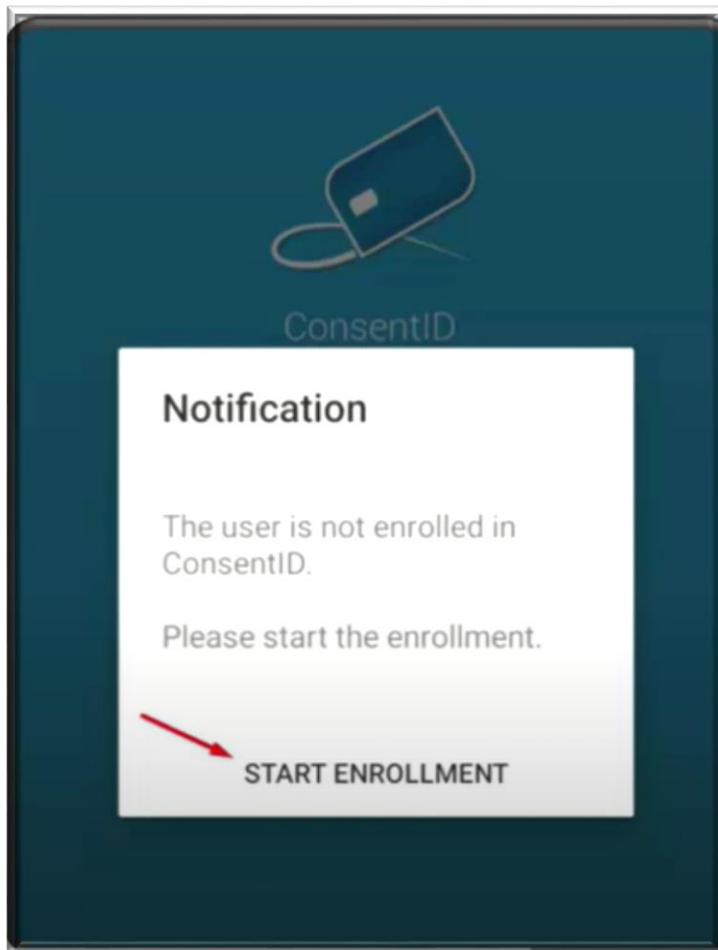 ConsentID
Notification
The user is not enrolled in
ConsentID.
Please start the enrollment.
START ENROLLMENT